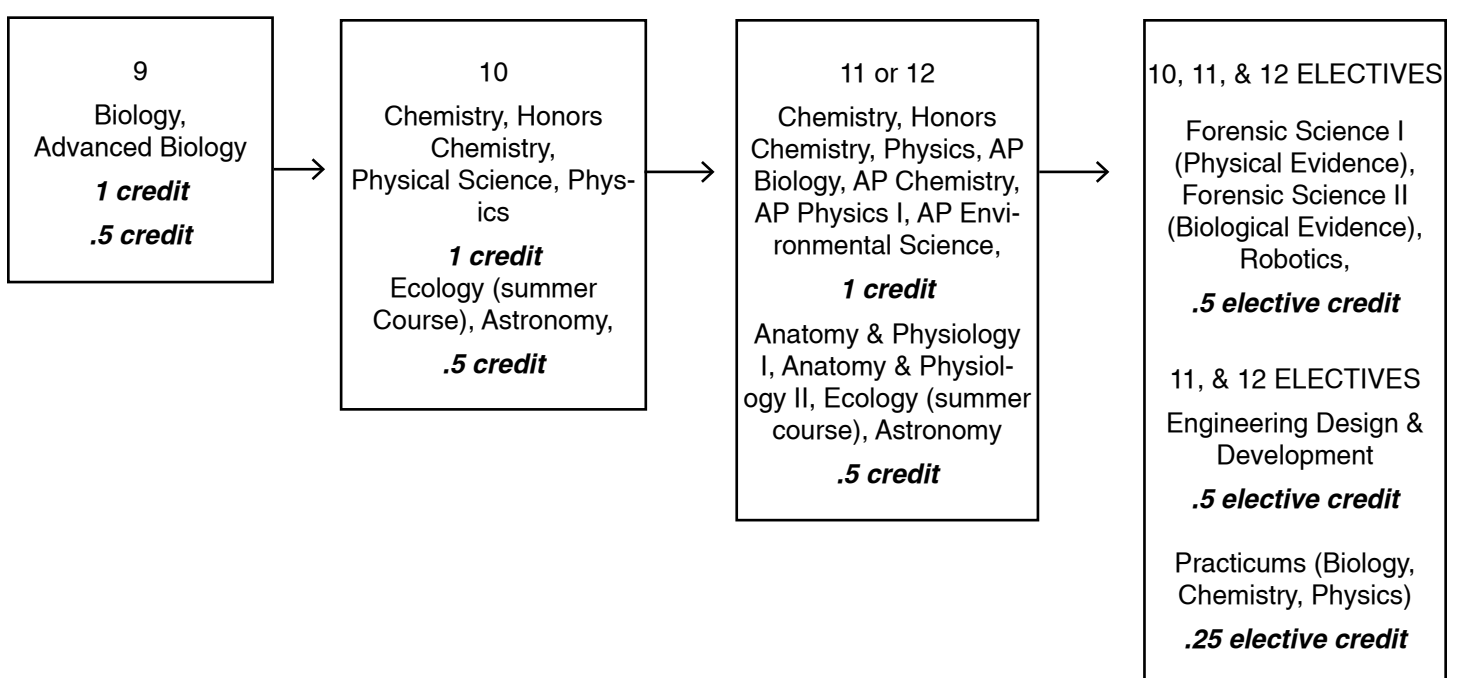 9
Biology,
Advanced Biology
1 credit
.5 credit
10
Chemistry, Honors
Chemistry,
Physical Science, Phys-
ics
1 credit
Ecology (summer
Course), Astronomy,
.5 credit
11 or 12
Chemistry, Honors
Chemistry, Physics, AP
Biology, AP Chemistry,
AP Physics I, AP Envi-
ronmental Science,
1 credit
Anatomy & Physiology
I, Anatomy & Physiol-
ogy II, Ecology (summer
course), Astronomy
.5 credit
10, 11, & 12 ELECTIVES
Forensic Science I
(Physical Evidence),
Forensic Science II
(Biological Evidence),
Robotics,
.5 elective credit
11, & 12 ELECTIVES
Engineering Design &
Development
.5 elective credit
Practicums (Biology,
Chemistry, Physics)
.25 elective credit